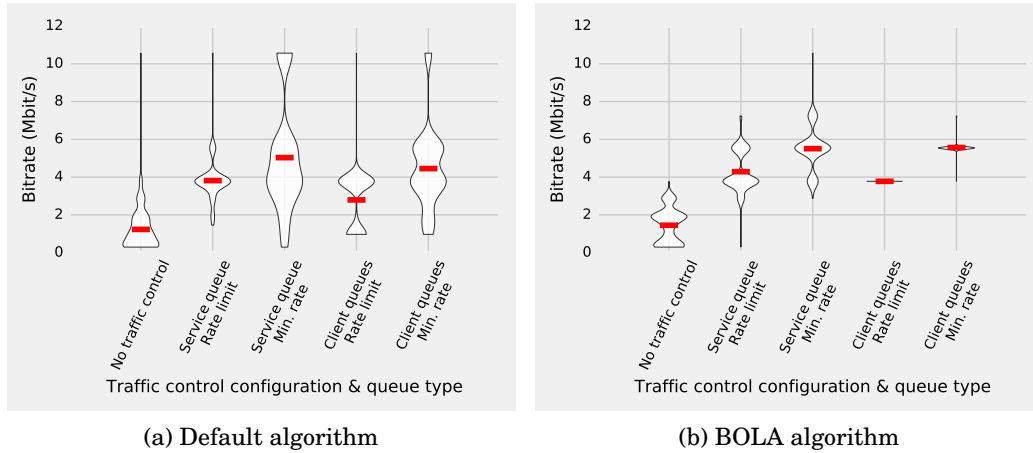 12
10
8
6
4
2
0
Bitrate (Mbit/s)
No traffic control
Service queue
Rate limit
Service queue
Min. rate
Client queues
Rate limit
Client queues
Min. rate
Traffic control configuration & queue type
(a) Default algorithm
12
10
8
6
4
2
0
Bitrate (Mbit/s)
No traffic control
Service queue
Rate limit
Service queue
Min. rate
Client queues
Rate limit
Client queues
Min. rate
Traffic control configuration & queue type
(b) BOLA algorithm